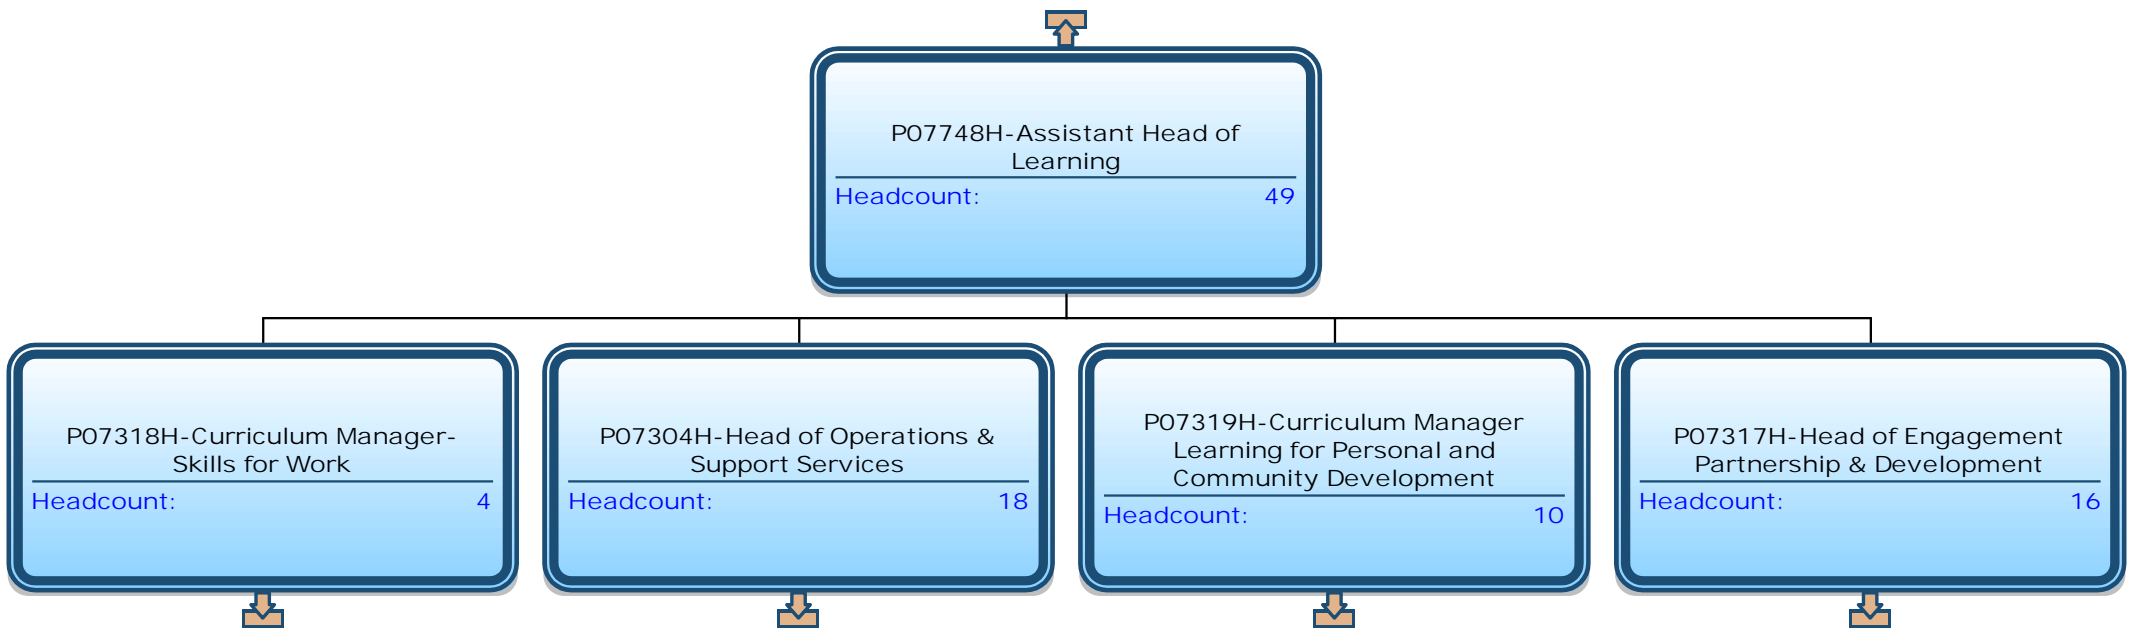 P07748H-Assistant Head of
Learning
Headcount: 49
P07318H-Curriculum Manager-
Skills for Work
Headcount: 4
P07304H-Head of Operations &
Support Services
Headcount: 18
P07319H-Curriculum Manager
Learning for Personal and
Community Development
Headcount: 10
P07317H-Head of Engagement
Partnership & Development
Headcount: 16